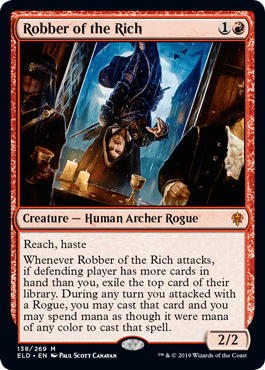 Robber of the Rich 1
Creature — Human Archer Rogue
Reach, haste
Whenever Robber of the Rich attacks,
if defending player has more cards in
hand than you, exile the top card of their
library. During any turn you attacked with
a Rogue, you may cast that card and you
may spend mana as though it were mana
of any color to cast that spell.
2/2
138/269 M
ELD • EN PAUL SCOTT CANAVAN ™ & © 2019 Wizards of the Coast